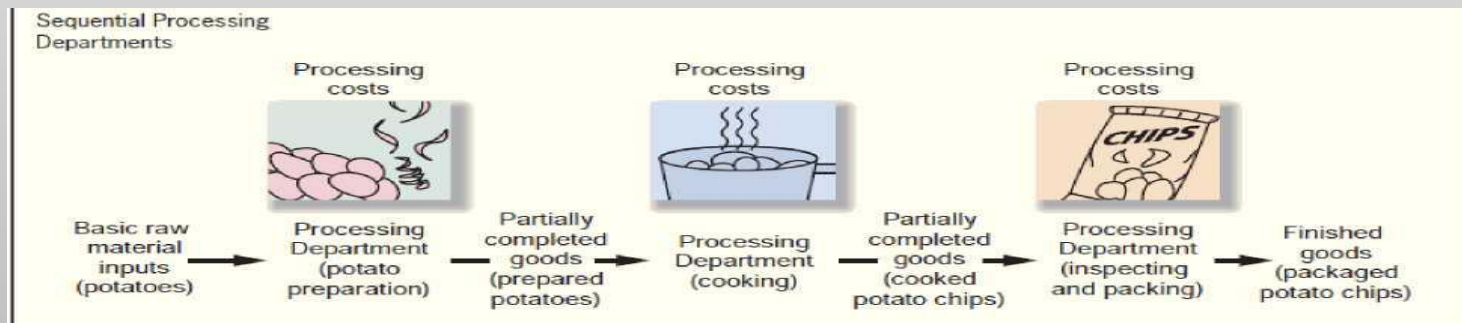 Sequential Processing
Departments
Processing
costs
Processing
costs
Processing
costs
CHIPS
Basic raw
material
inputs
(potatoes)
Processing
Department
(potato
preparation)
Partially
completed
goods
(prepared
potatoes)
Processing
Department
(cooking)
Partially
completed
goods
(cooked
potato chips)
Processing
Department
(inspecting
and packing)
Finished
goods
(packaged
potato chips)